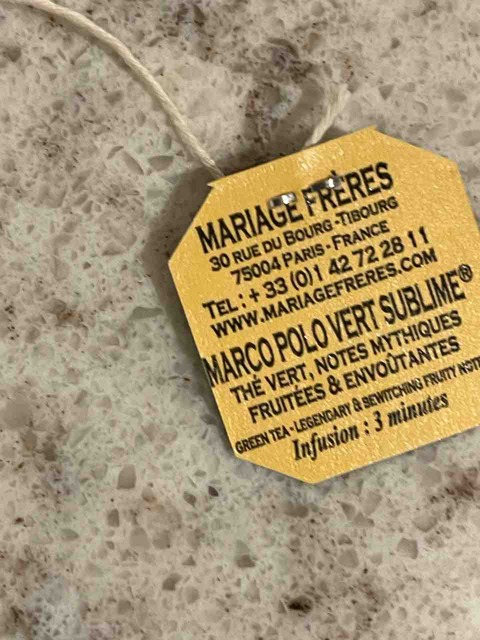 MARIAGE FRÈRES
30 RUE DU BOURG-TIBOURG
75004 PARIS - FRANCE
TEL : + 33 (0)1 42 72 28 11
WWW.MARIAGEFRERES.COM
MARCO POLO VERT SUBLIME®
THÉ VERT, NOTES MYTHIQUES
FRUITÉES & ENVOÛTANTES
GREEN TEA - LEGENDARY & BEWITCHING FRUITY NOTE
Infusion : 3 minutes